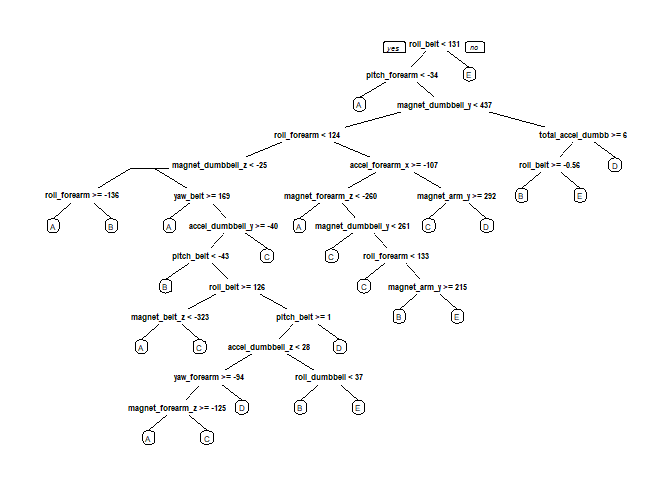 yes roll_belt < 131 no
pitch_forearm < -34 E
A magnet_dumbbell_y < 437
roll_forearm < 124 total_accel_dumbb >= 6
magnet_dumbbell_z < -25 accel_forearm_x >= -107 roll_belt >= -0.56 D
roll_forearm >= -136 yaw_belt >= 169 magnet_forearm_z < -260 magnet_arm_y >= 292 B E
A B A accel_dumbbell_y >= -40 A magnet_dumbbell_y < 261 C D
pitch_belt < -43 C C roll_forearm < 133
B roll_belt >= 126 C magnet_arm_y >= 215
magnet_belt_z < -323 pitch_belt >= 1 B E
A C accel_dumbbell_z < 28 D
yaw_forearm >= -94 roll_dumbbell < 37
magnet_forearm_z >= -125 D B E
A C